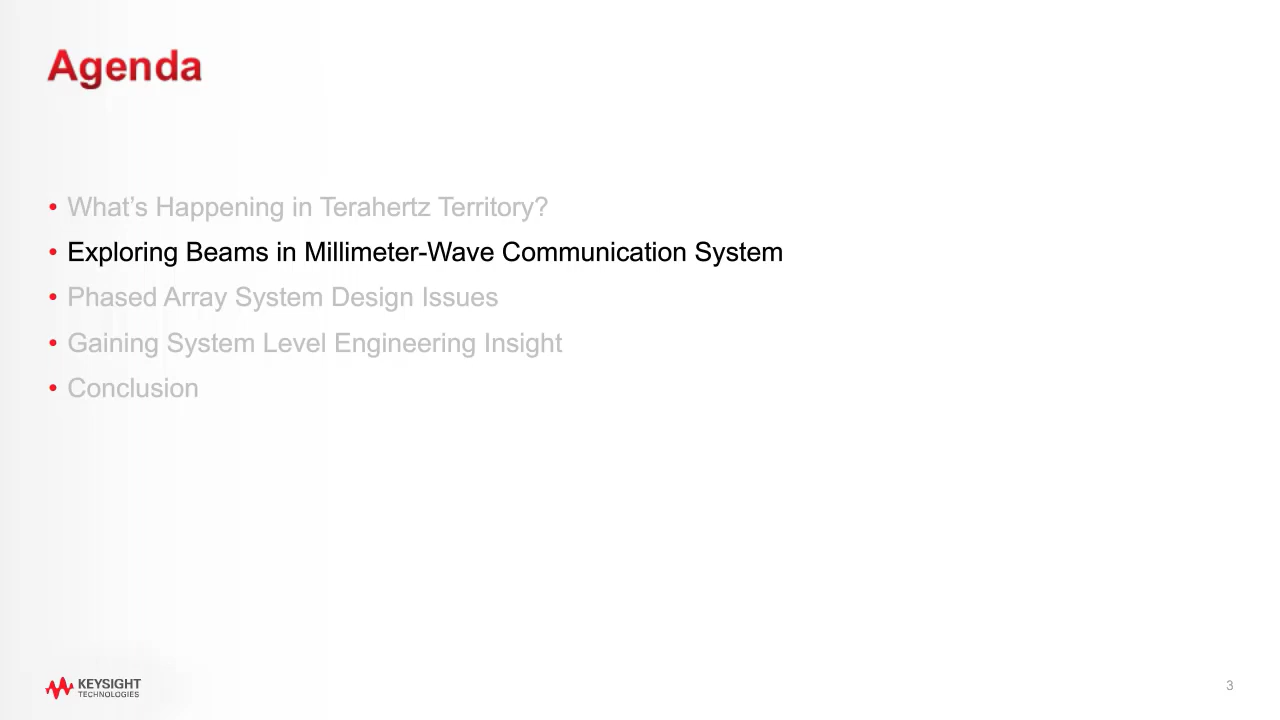 Agenda
• What’s Happening in Terahertz Territory?
• Exploring Beams in Millimeter-Wave Communication System
• Phased Array System Design Issues
• Gaining System Level Engineering Insight
• Conclusion
KEYSIGHT
TECHNOLOGIES
3